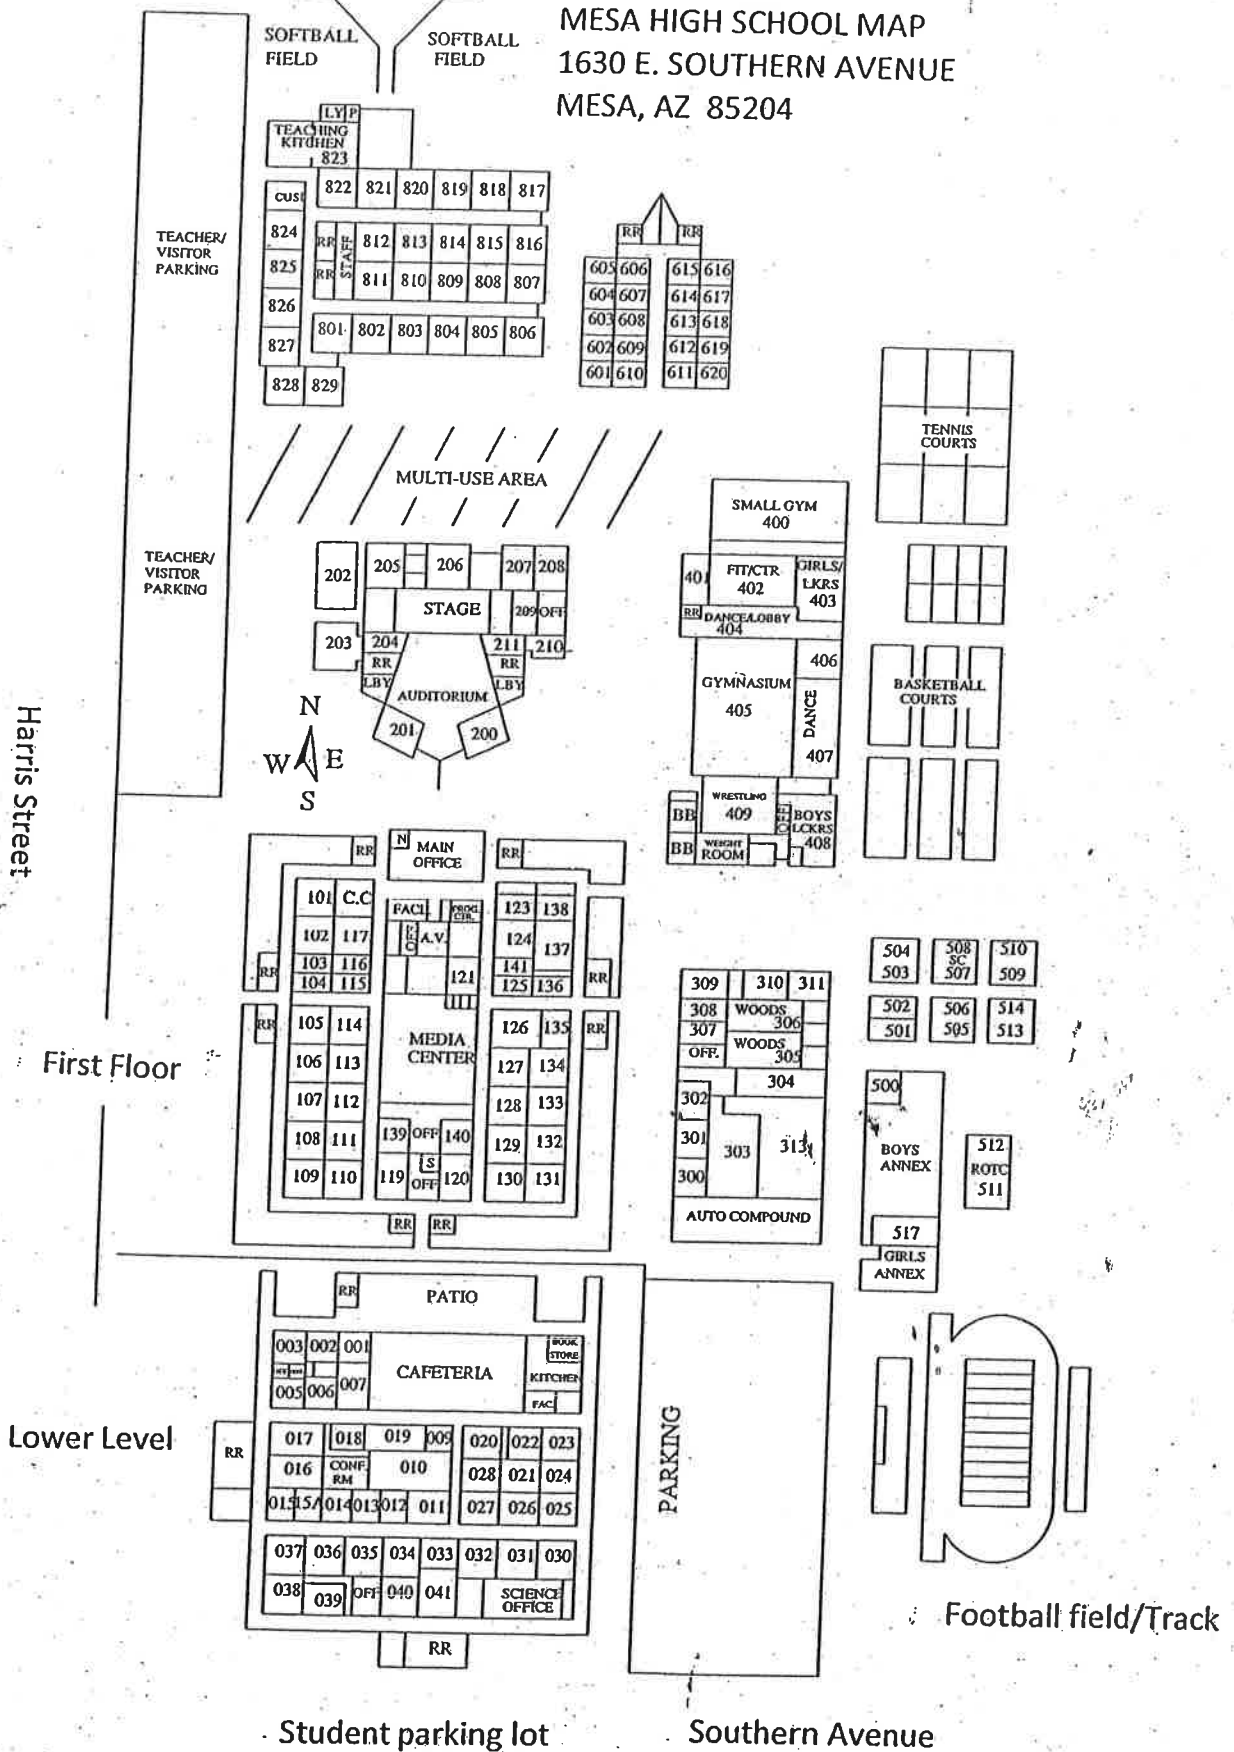 MESA HIGH SCHOOL MAP
1630 E. SOUTHERN AVENUE
MESA, AZ 85204
SOFTBALL
FIELD
SOFTBALL
FIELD
LY P
TEACHING
KITCHEN
823
822 821 820 819 818 817
CUST
824
825
826
827
828 829
RR STAFF 812 813 814 815 816
RR 811 810 809 808 807
801 802 803 804 805 806
TEACHER/
VISITOR
PARKING
RR RR
605 606 615 616
604 607 614 617
603 608 613 618
602 609 612 619
601 610 611 620
TENNIS
COURTS
MULTI-USE AREA
TEACHER/
VISITOR
PARKING
SMALL GYM
400
401 FIT/CTR
402
GIRLS/
LKRS
403
RR DANCE/LOBBY
404
GYMNASIUM
405
406
DANCE
407
WRESTLING
409
BB
BB
OFF
BOYS
LCKRS
408
WEIGHT
ROOM
BASKETBALL
COURTS
202 205 206 207 208
STAGE 209 OFF
203 204 211 210
RR RR
LBY LBY
AUDITORIUM
201 200
N
W E
S
Harris Street
RR N MAIN
OFFICE
RR
101 C.C
102 117
103 116
104 115
RR
FACL PROG.
CTR.
A.V.
121
123 138
124 137
141
125 136
RR
RR
105 114
106 113
107 112
108 111
109 110
MEDIA
CENTER
139 OFF 140
119 S
OFF 120
126 135
127 134
128 133
129 132
130 131
RR
RR RR
First Floor
309 310 311
308 WOODS
306
307 WOODS
305
OFF.
304
302
301 303 313
300
AUTO COMPOUND
504
503
508
SC
507
510
509
502
501
506
505
514
513
500
BOYS
ANNEX
517
GIRLS
ANNEX
512
ROTC
511
RR PATIO
003 002 001
005 006 007
CAFETERIA
BOOK
STORE
KITCHEN
FAC
Lower Level
RR
017 018 019 009
016 CONF.
RM
010
015 15A 014 013 012 011
020 022 023
028 021 024
027 026 025
037 036 035 034 033 032 031 030
038 039 OFF 040 041 SCIENCE
OFFICE
RR
PARKING
Football field/Track
Student parking lot
Southern Avenue